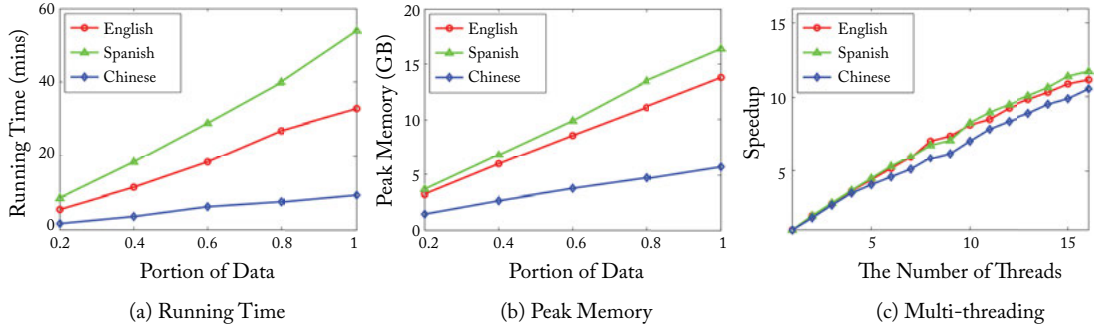 60
40
20
0
Running Time (mins)
English
Spanish
Chinese
0.2
0.4
0.6
0.8
1
Portion of Data
(a) Running Time
20
15
10
5
0
Peak Memory (GB)
English
Spanish
Chinese
0.2
0.4
0.6
0.8
1
Portion of Data
(b) Peak Memory
15
10
5
Speedup
English
Spanish
Chinese
5
10
15
The Number of Threads
(c) Multi-threading